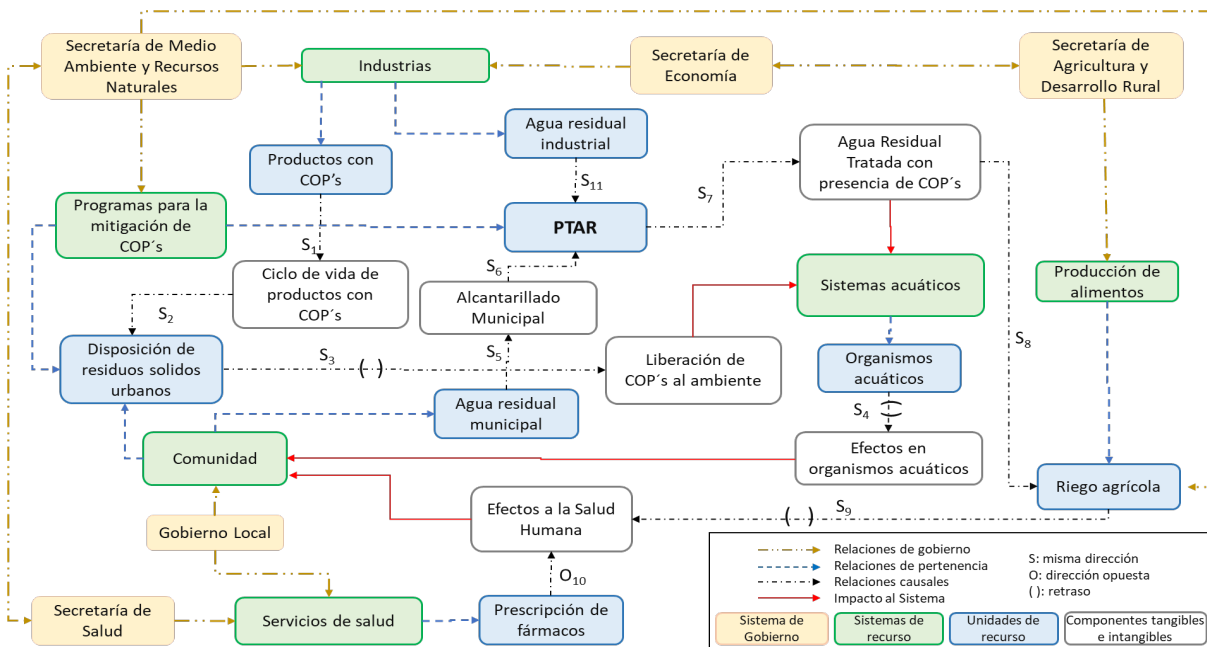 Secretaría de Medio
Ambiente y Recursos
Naturales
Industrias
Secretaría de
Economía
Secretaría de
Agricultura y
Desarrollo Rural
Agua residual
industrial
Productos con
COP's
Agua Residual
Tratada con
presencia de COP´s
S11
S7
Programas para la
mitigación de
COP´s
PTAR
S1
S6
Ciclo de vida de
productos con
COP´s
Alcantarillado
Municipal
Sistemas acuáticos
Producción de
alimentos
S2
S3
( )
S5
S8
Disposición de
residuos solidos
urbanos
Liberación de
COP´s al ambiente
Organismos
acuáticos
Agua residual
municipal
S4
( )
Comunidad
Efectos en
organismos acuáticos
Riego agrícola
Efectos a la Salud
Humana
( )
S9
Gobierno Local
O10
Secretaría de
Salud
Servicios de salud
Prescripción de
fármacos
Relaciones de gobierno
Relaciones de pertenencia
Relaciones causales
Impacto al Sistema
S: misma dirección
O: dirección opuesta
( ): retraso
Sistema de
Gobierno
Sistemas de
recurso
Unidades de
recurso
Componentes tangibles
e intangibles